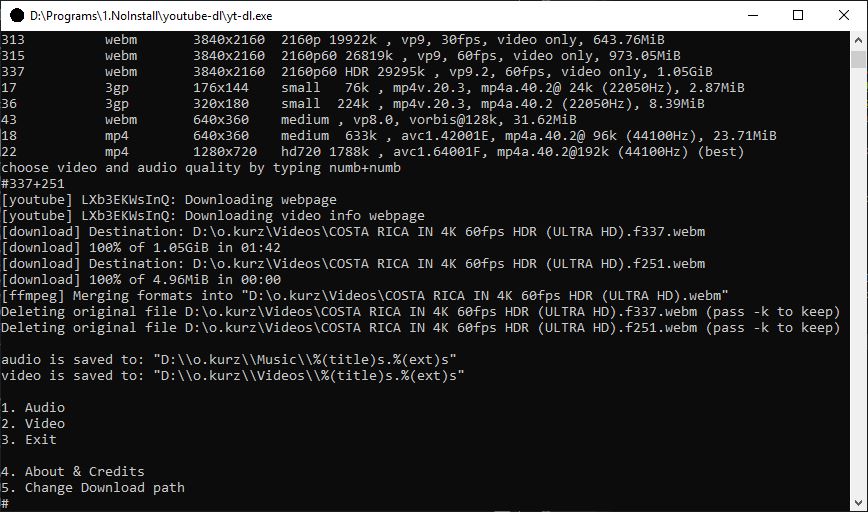 D:\Programs\1.NoInstall\youtube-dl\yt-dl.exe
313 webm 3840x2160 2160p 19922k , vp9, 30fps, video only, 643.76MiB
315 webm 3840x2160 2160p60 26819k , vp9, 60fps, video only, 973.05MiB
337 webm 3840x2160 2160p60 HDR 29295k , vp9.2, 60fps, video only, 1.05GiB
17 3gp 176x144 small 76k , mp4v.20.3, mp4a.40.2@ 24k (22050Hz), 2.87MiB
36 3gp 320x180 small 224k , mp4v.20.3, mp4a.40.2 (22050Hz), 8.39MiB
43 webm 640x360 medium , vp8.0, vorbis@128k, 31.62MiB
18 mp4 640x360 medium 633k , avc1.42001E, mp4a.40.2@ 96k (44100Hz), 23.71MiB
22 mp4 1280x720 hd720 1788k , avc1.64001F, mp4a.40.2@192k (44100Hz) (best)
choose video and audio quality by typing numb+numb
#337+251
[youtube] LXb3EKWsInQ: Downloading webpage
[youtube] LXb3EKWsInQ: Downloading video info webpage
[download] Destination: D:\o.kurz\Videos\COSTA RICA IN 4K 60fps HDR (ULTRA HD).f337.webm
[download] 100% of 1.05GiB in 01:42
[download] Destination: D:\o.kurz\Videos\COSTA RICA IN 4K 60fps HDR (ULTRA HD).f251.webm
[download] 100% of 4.96MiB in 00:00
[ffmpeg] Merging formats into "D:\o.kurz\Videos\COSTA RICA IN 4K 60fps HDR (ULTRA HD).webm"
Deleting original file D:\o.kurz\Videos\COSTA RICA IN 4K 60fps HDR (ULTRA HD).f337.webm (pass -k to keep)
Deleting original file D:\o.kurz\Videos\COSTA RICA IN 4K 60fps HDR (ULTRA HD).f251.webm (pass -k to keep)
audio is saved to: "D:\\o.kurz\\Music\\%(title)s.%(ext)s"
video is saved to: "D:\\o.kurz\\Videos\\%(title)s.%(ext)s"
1. Audio
2. Video
3. Exit
4. About & Credits
5. Change Download path
#